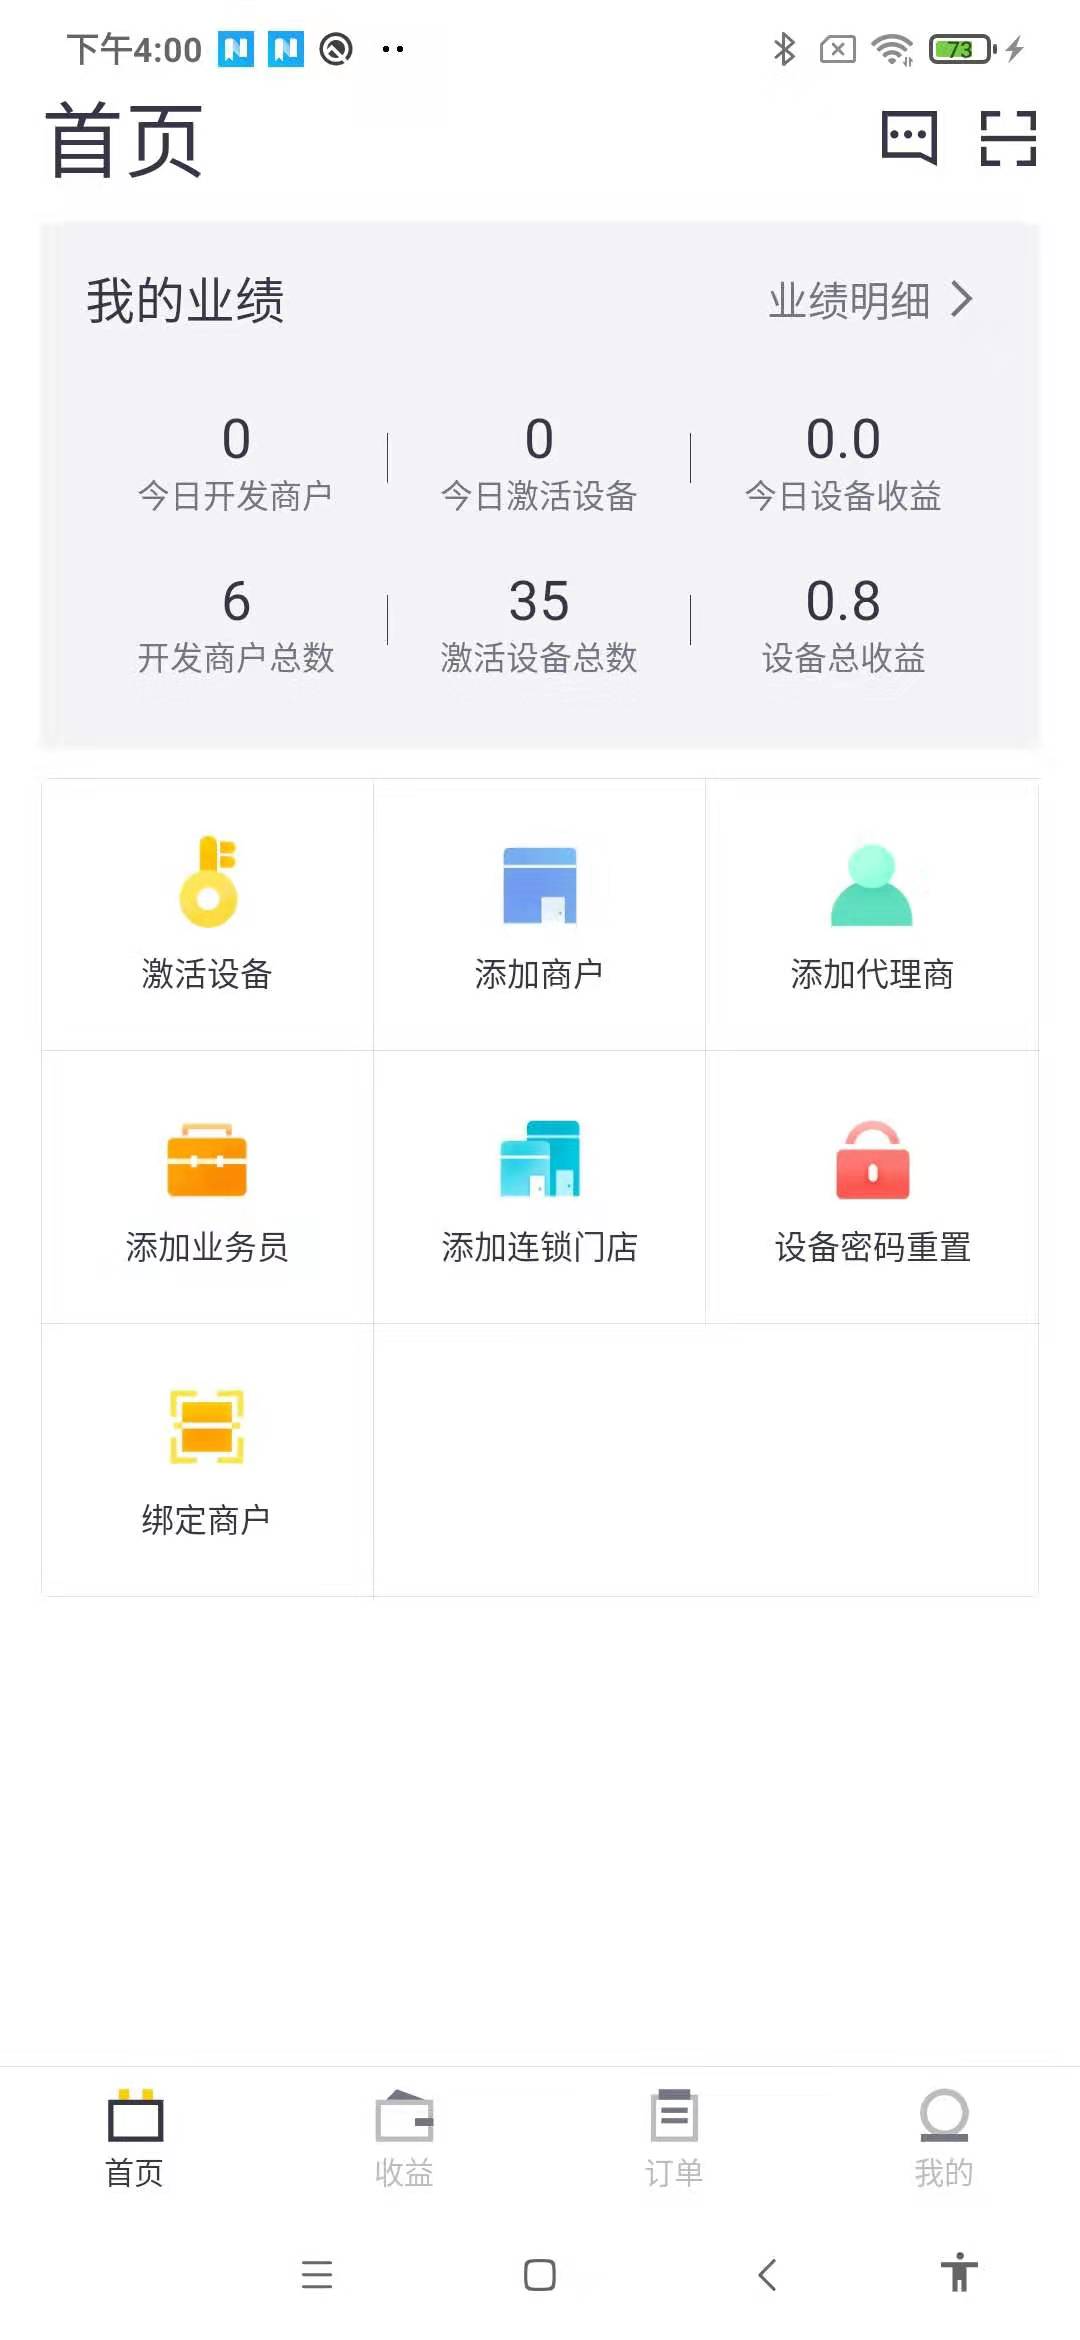 下午4:00
73
首页
我的业绩 业绩明细
0 0 0.0
今日开发商户 今日激活设备 今日设备收益
6 35 0.8
开发商户总数 激活设备总数 设备总收益
激活设备 添加商户 添加代理商
添加业务员 添加连锁门店 设备密码重置
绑定商户
首页 收益 订单 我的